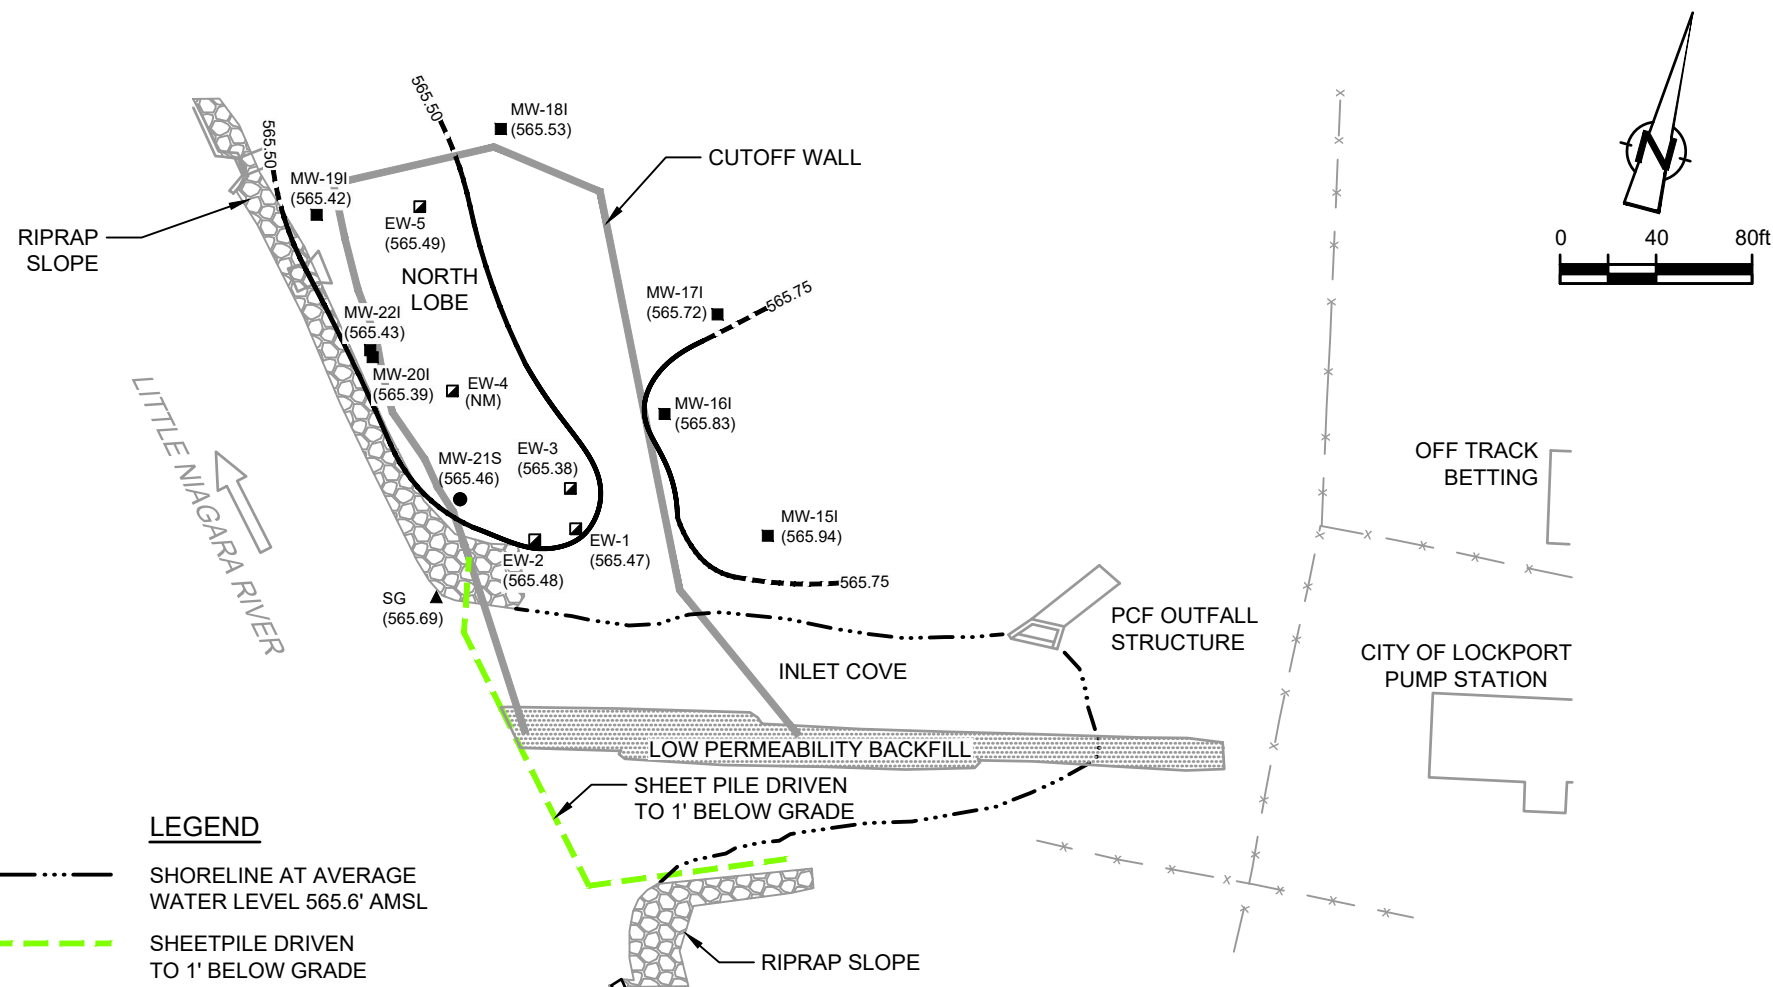 565.50
MW-18I
(565.53)
CUTOFF WALL
N
0 40 80ft
565.50
MW-19I
(565.42)
EW-5
(565.49)
RIPRAP
SLOPE
NORTH
LOBE
MW-17I
(565.72)
565.75
MW-22I
(565.43)
MW-20I
(565.39)
EW-4
(NM)
MW-16I
(565.83)
LITTLE NIAGARA RIVER
EW-3
(565.38)
MW-21S
(565.46)
OFF TRACK
BETTING
MW-15I
(565.94)
EW-1
(565.47)
EW-2
(565.48)
565.75
SG
(565.69)
PCF OUTFALL
STRUCTURE
INLET COVE
CITY OF LOCKPORT
PUMP STATION
LOW PERMEABILITY BACKFILL
SHEET PILE DRIVEN
TO 1' BELOW GRADE
LEGEND
SHORELINE AT AVERAGE
WATER LEVEL 565.6' AMSL
SHEETPILE DRIVEN
TO 1' BELOW GRADE
RIPRAP SLOPE